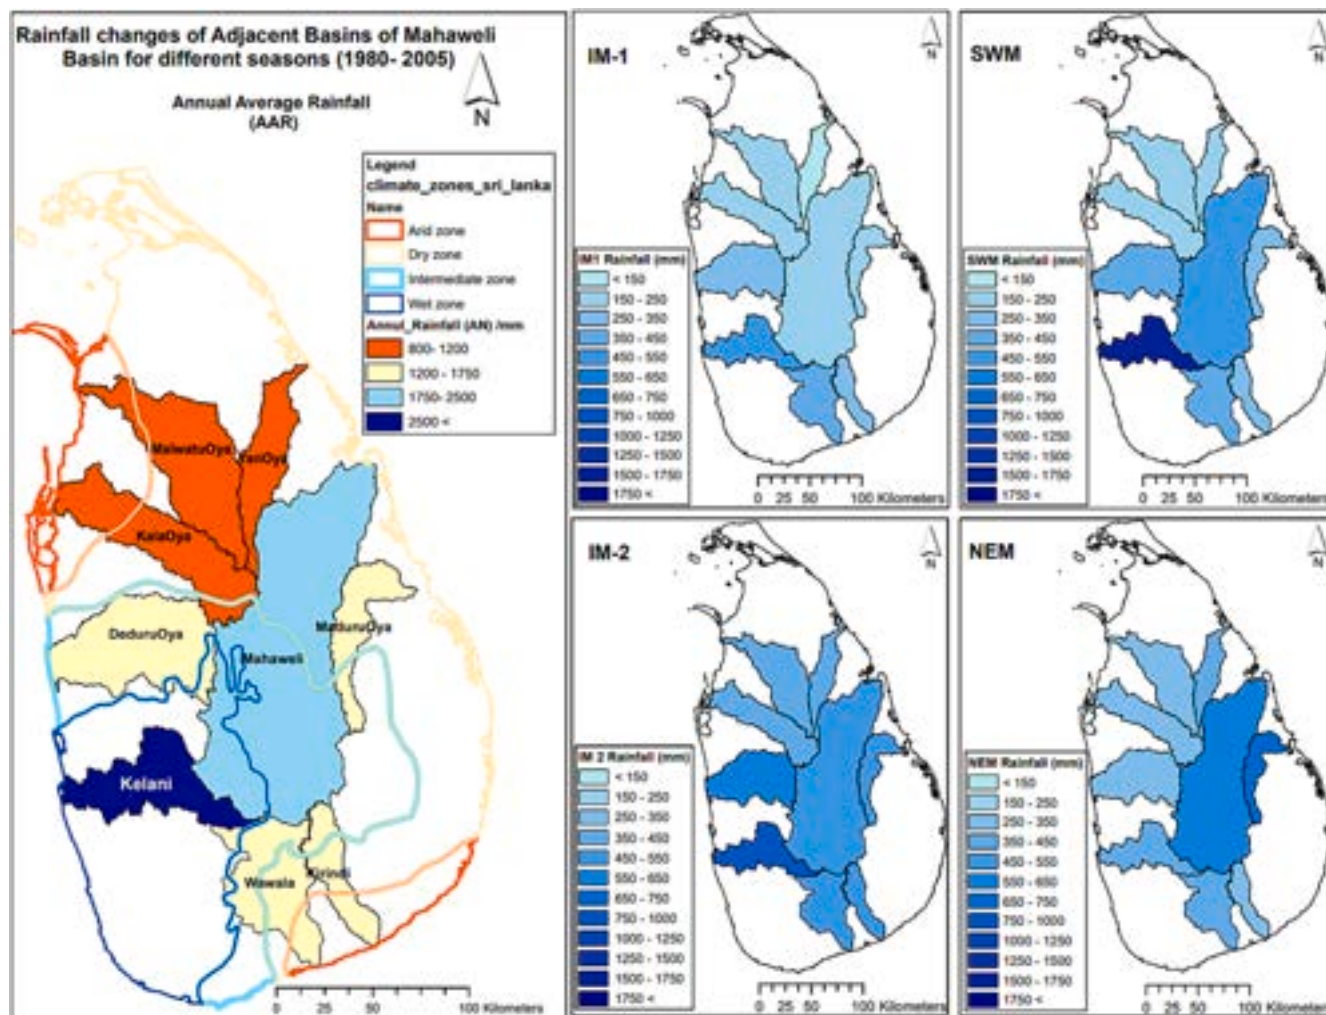 Rainfall changes of Adjacent Basins of Mahaweli
Basin for different seasons (1980- 2005)
Annual Average Rainfall
(AAR)
N
Legend
climate_zones_sri_lanka
Name
Arid zone
Dry zone
Intermediate zone
Wet zone
Annul_Rainfall (AN) /mm
800- 1200
1200 - 1750
1750- 2500
2500 <
MalwatuOya
YanOya
KalaOya
DeduruOya
MaduruOya
Mahaweli
Kelani
Wawala
Kirindi
0 25 50 100 Kilometers
IM-1
N
IM1 Rainfall (mm)
< 150
150 - 250
250 - 350
350 - 450
450 - 550
550 - 650
650 - 750
750 - 1000
1000 - 1250
1250 - 1500
1500 - 1750
1750 <
0 25 50 100 Kilometers
SWM
N
SWM Rainfall (mm)
< 150
150 - 250
250 - 350
350 - 450
450 - 550
550 - 650
650 - 750
750 - 1000
1000 - 1250
1250 - 1500
1500 - 1750
1750 <
0 25 50 100 Kilometers
IM-2
N
IM 2 Rainfall (mm)
< 150
150 - 250
250 - 350
350 - 450
450 - 550
550 - 650
650 - 750
750 - 1000
1000 - 1250
1250 - 1500
1500 - 1750
1750 <
0 25 50 100 Kilometers
NEM
N
NEM Rainfall (mm)
< 150
150 - 250
250 - 350
350 - 450
450 - 550
550 - 650
650 - 750
750 - 1000
1000 - 1250
1250 - 1500
1500 - 1750
1750 <
0 25 50 100 Kilometers